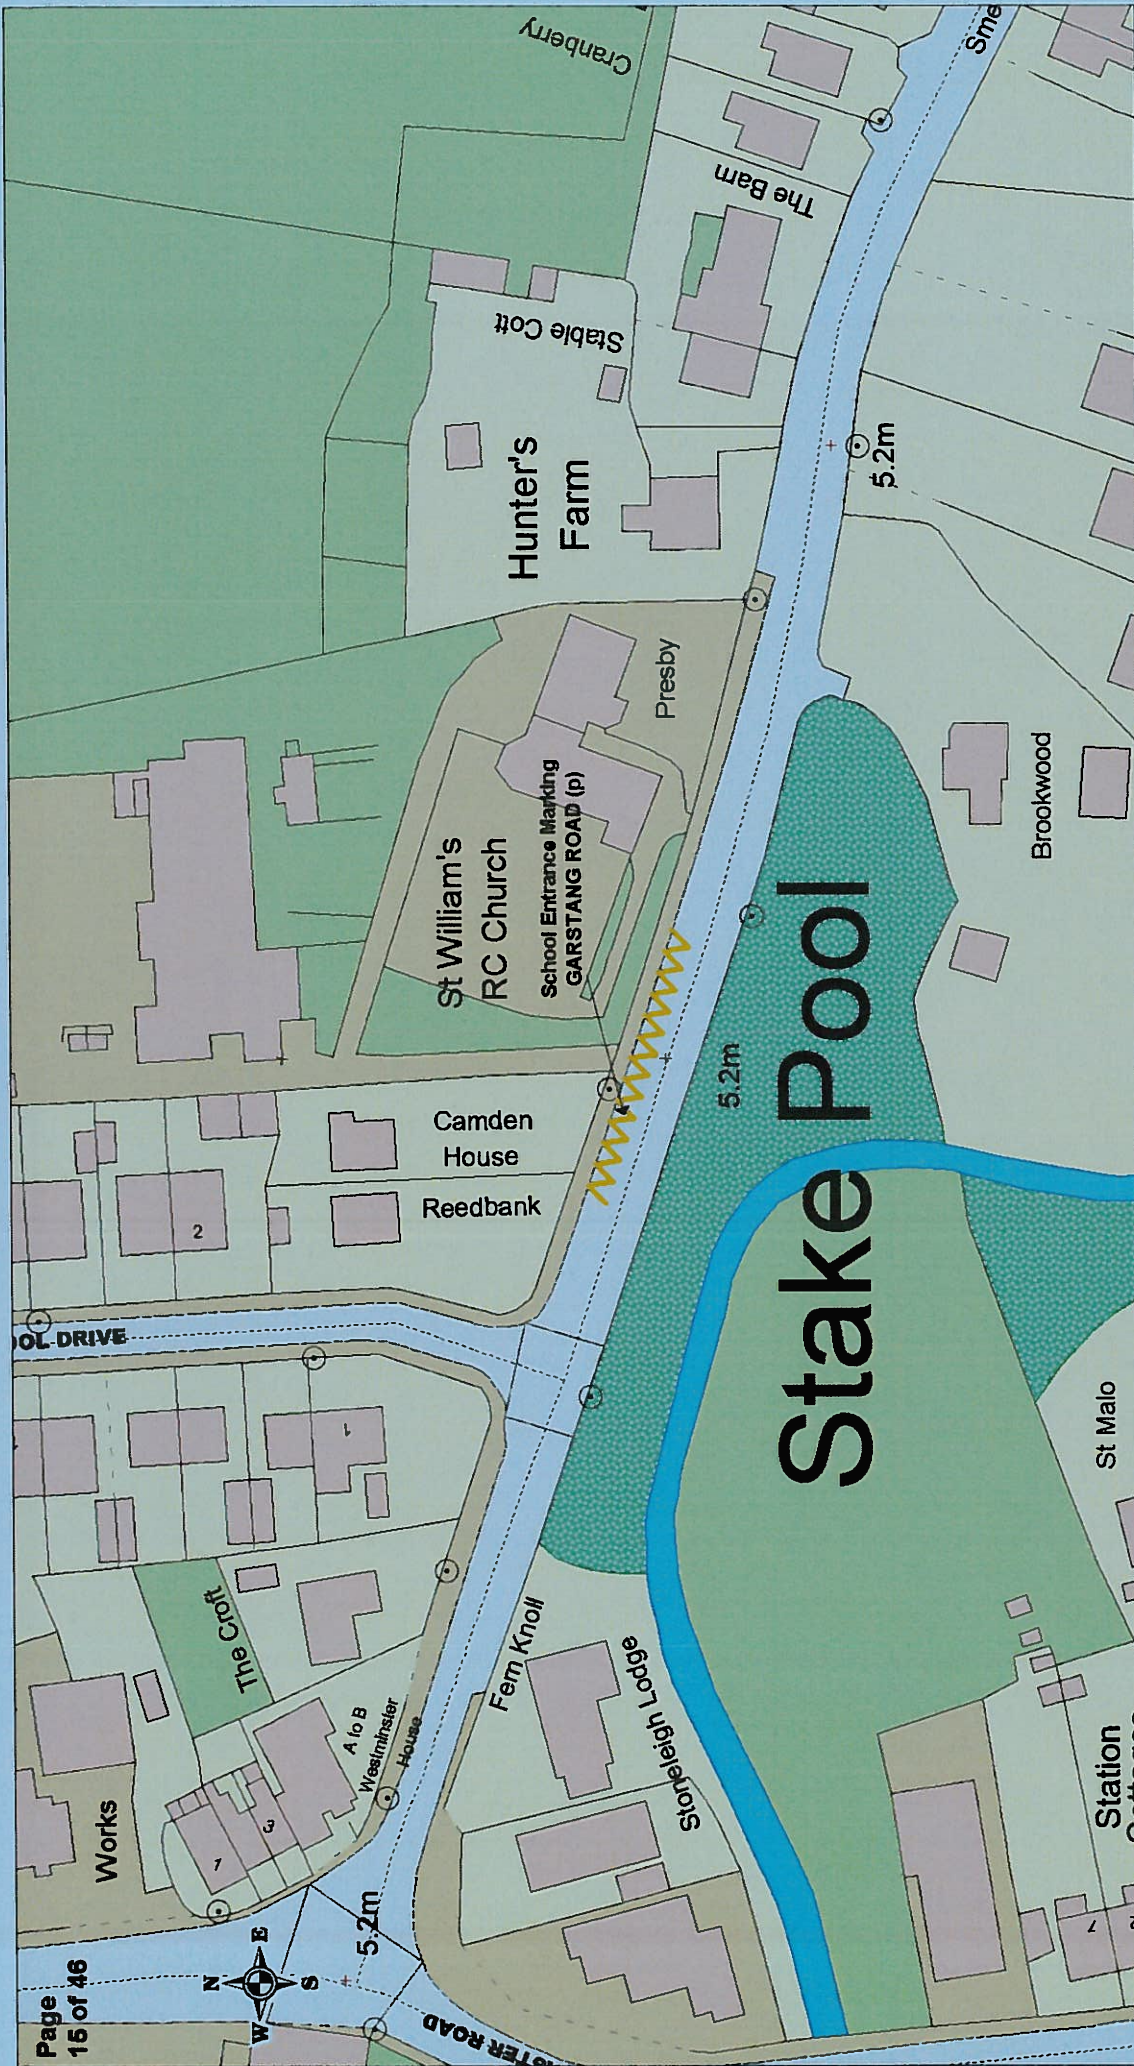 Page
15 of 46
N
E
S
W
Works
1
3
A to B
Westminster
House
The Croft
1
OOL DRIVE
2
Reedbank
Camden
House
St William's
RC Church
School Entrance Marking
GARSTANG ROAD (p)
Presby
Hunter's
Farm
Stable Cott
Cranberry
The Barn
Sme
5.2m
5.2m
5.2m
Stake Pool
Fern Knoll
Stoneleigh Lodge
Brookwood
St Malo
Station
7
STER ROAD